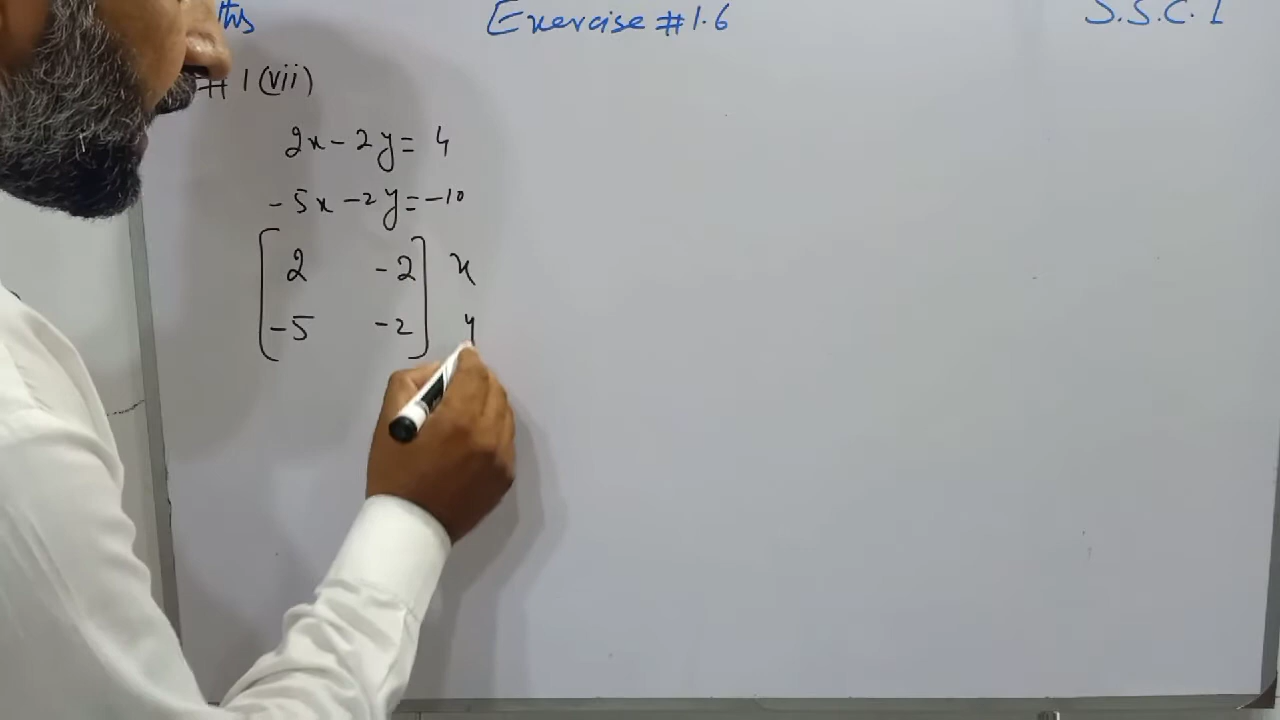 Exercise #1.6
S.S.C. I
# 1 (vii)
2x - 2y = 4
-5x - 2y = -10
2 -2 x
-5 -2 y